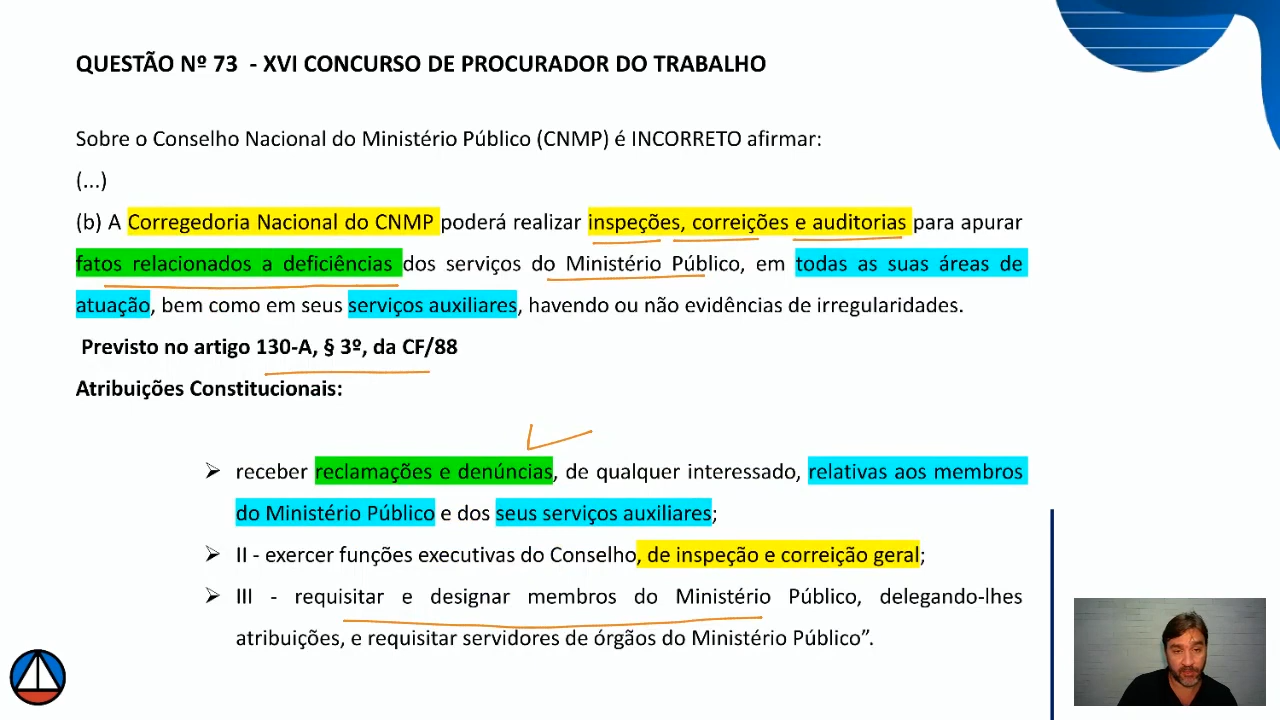 QUESTÃO Nº 73 - XVI CONCURSO DE PROCURADOR DO TRABALHO
Sobre o Conselho Nacional do Ministério Público (CNMP) é INCORRETO afirmar:
(...)
(b) A Corregedoria Nacional do CNMP poderá realizar inspeções, correições e auditorias para apurar
fatos relacionados a deficiências dos serviços do Ministério Público, em todas as suas áreas de
atuação, bem como em seus serviços auxiliares, havendo ou não evidências de irregularidades.
Previsto no artigo 130-A, § 3º, da CF/88
Atribuições Constitucionais:
➢ receber reclamações e denúncias, de qualquer interessado, relativas aos membros
do Ministério Público e dos seus serviços auxiliares;
➢ II - exercer funções executivas do Conselho, de inspeção e correição geral;
➢ III - requisitar e designar membros do Ministério Público, delegando-lhes
atribuições, e requisitar servidores de órgãos do Ministério Público”.